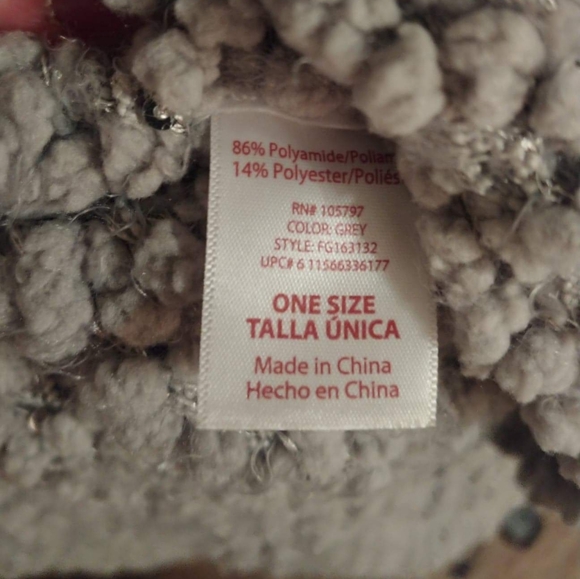 86% Polyamide/Poliam
14% Polyester/Poliés
RN# 105797
COLOR: GREY
STYLE: FG163132
UPC# 6 11566336177
ONE SIZE
TALLA ÚNICA
Made in China
Hecho en China